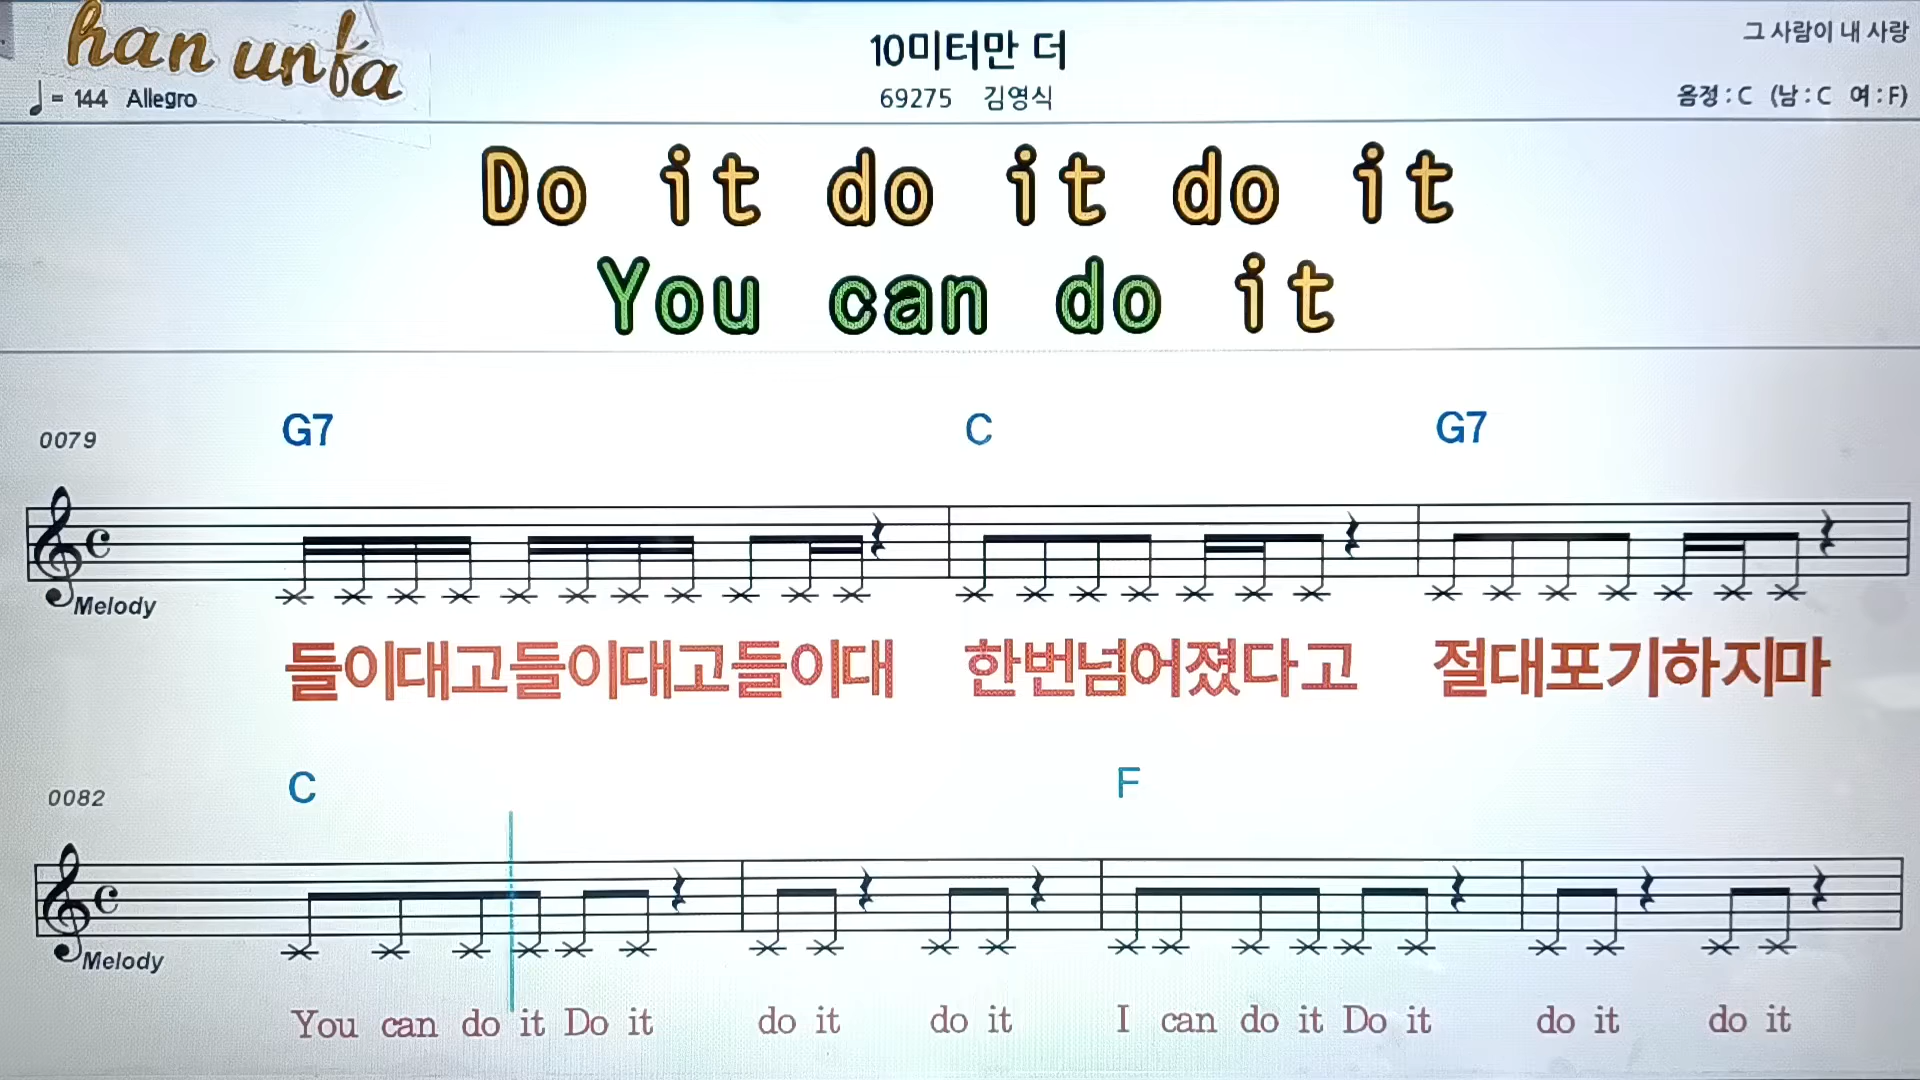 han unfa
10미터만 더
그 사람이 내 사랑
♩= 144 Allegro
69275 김영식
음정 : C (남 : C 여 : F)
Do it do it do it
You can do it
G7 C G7
0079
Melody
들이대고들이대고들이대 한번넘어졌다고 절대포기하지마
C F
0082
Melody
You can do it Do it do it do it I can do it Do it do it do it